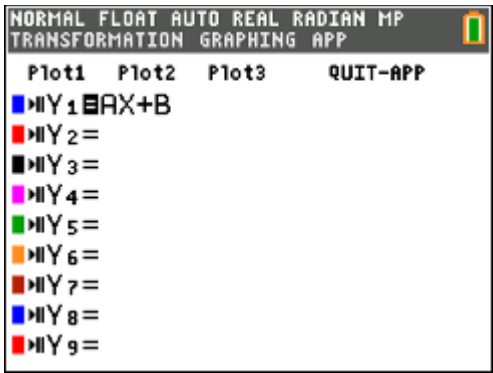 NORMAL FLOAT AUTO REAL RADIAN MP
TRANSFORMATION GRAPHING APP
Plot1 Plot2 Plot3 QUIT-APP
Y1=AX+B
Y2=
Y3=
Y4=
Y5=
Y6=
Y7=
Y8=
Y9=